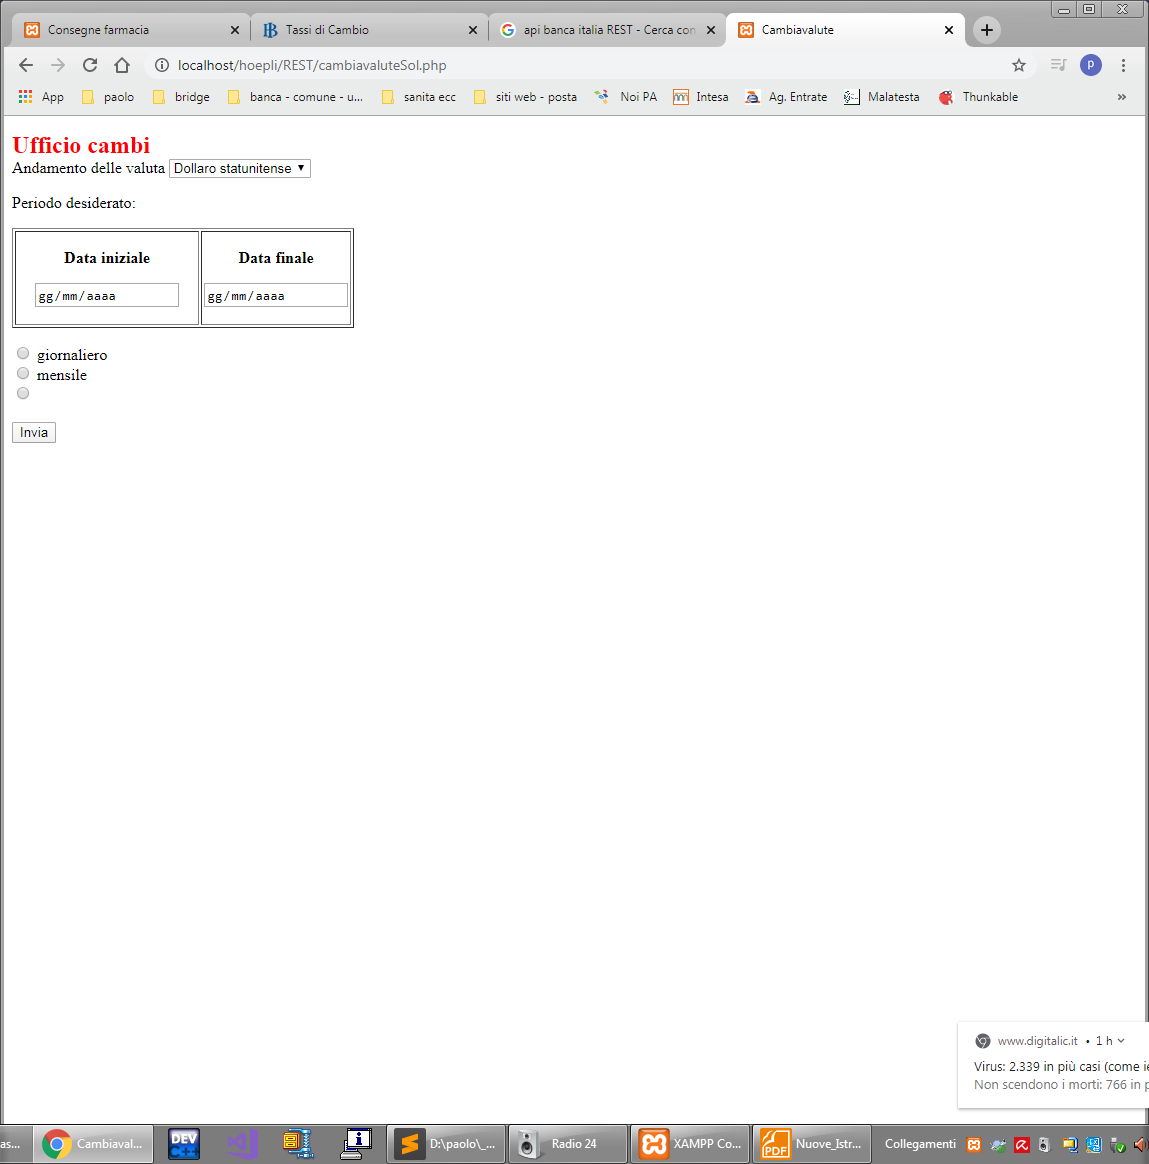 Consegne farmacia
Tassi di Cambio
api banca italia REST - Cerca con
Cambiavalute
localhost/hoepli/REST/cambiavaluteSol.php
P
App
paolo
bridge
banca - comune - u...
sanita ecc
siti web - posta
Noi PA
Intesa
Ag. Entrate
Malatesta
Thunkable
»
Ufficio cambi
Andamento delle valuta Dollaro statunitense
Periodo desiderato:
Data iniziale
Data finale
gg/mm/aaaa
gg/mm/aaaa
giornaliero
mensile
Invia
www.digitalic.it • 1 h
Virus: 2.339 in più casi (come
Non scendono i morti: 766 in
as...
Cambiaval...
DEV
C++
D:\paolo\_...
Radio 24
XAMPP Co...
PDF
Nuove_Istr...
Collegamenti